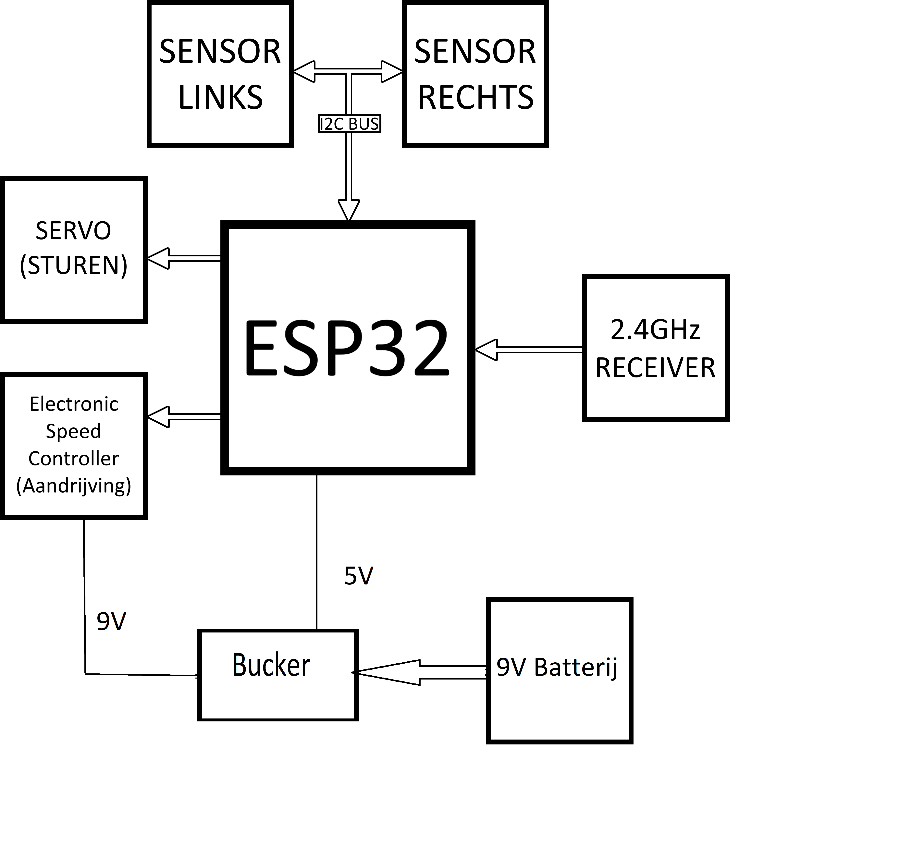 SENSOR
LINKS
SENSOR
RECHTS
I2C BUS
SERVO
(STUREN)
ESP32
2.4GHz
RECEIVER
Electronic
Speed
Controller
(Aandrijving)
5V
9V
Bucker
9V Batterij